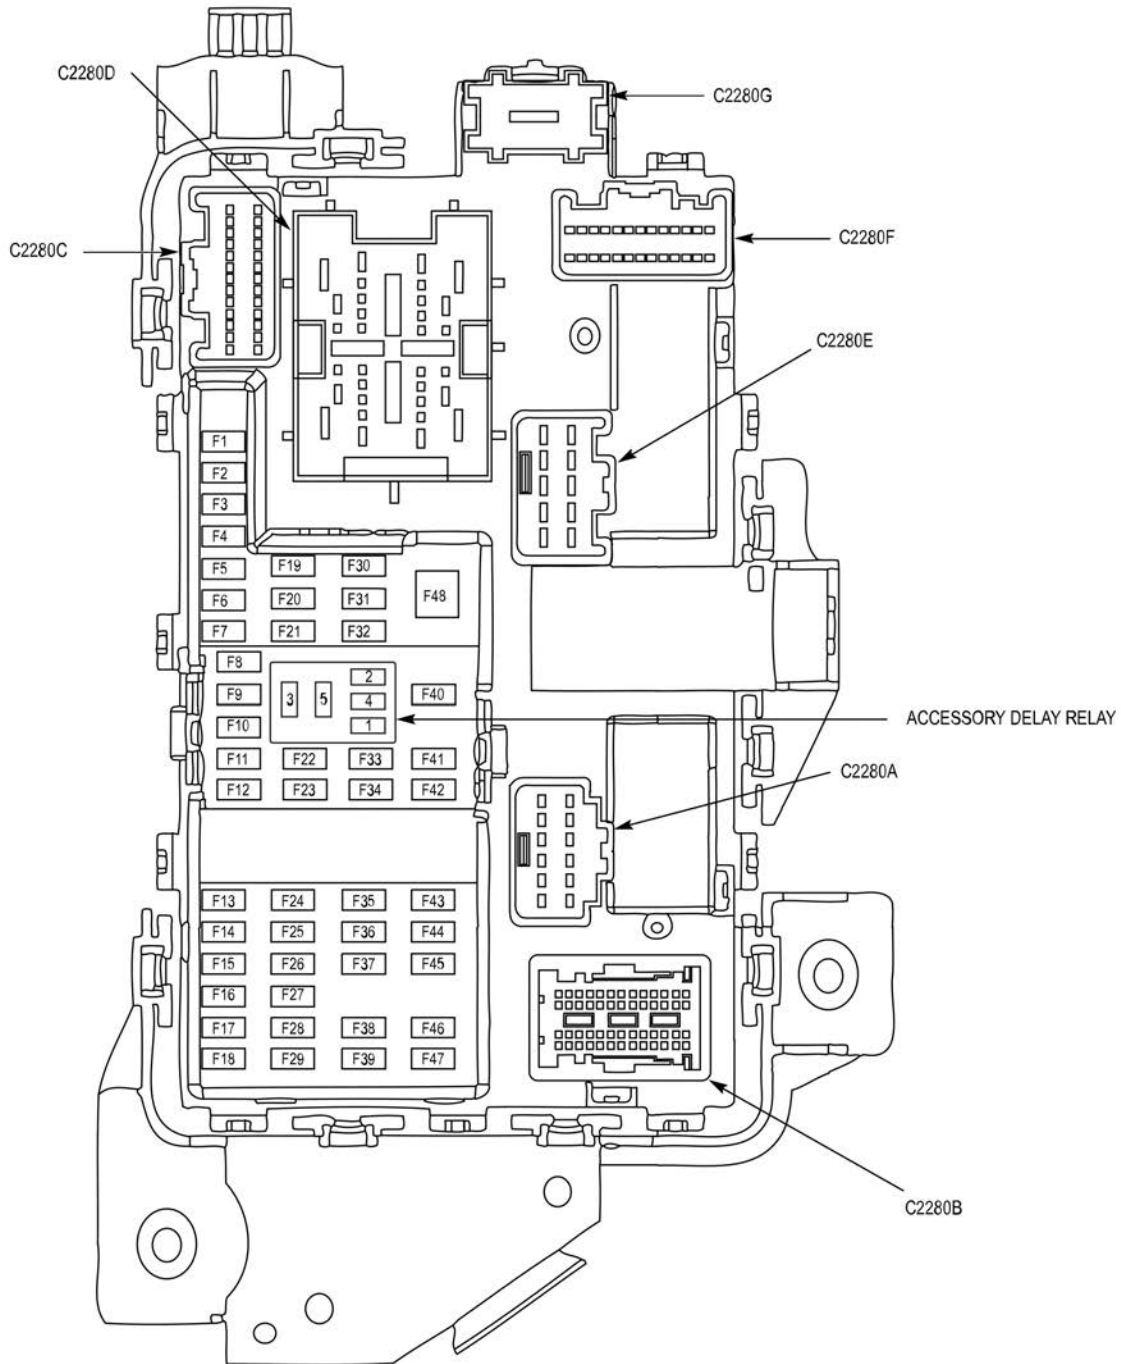 C2280D
C2280G
C2280C
C2280F
C2280E
F1
F2
F3
F4
F5 F19 F30
F6 F20 F31 F48
F7 F21 F32
F8
3 5 2
F9 4 F40
F10 1
ACCESSORY DELAY RELAY
F11 F22 F33 F41
C2280A
F12 F23 F34 F42
F13 F24 F35 F43
F14 F25 F36 F44
F15 F26 F37 F45
F16 F27
F17 F28 F38 F46
F18 F29 F39 F47
C2280B